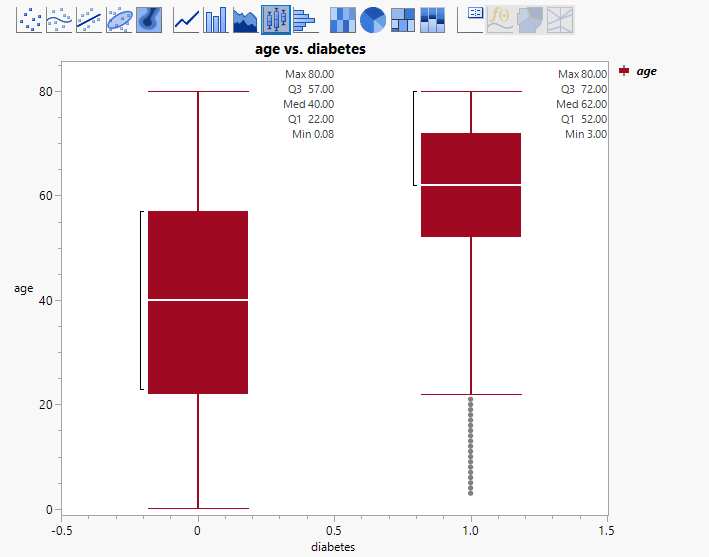 age vs. diabetes
Max 80.00
Q3 57.00
Med 40.00
Q1 22.00
Min 0.08
Max 80.00
Q3 72.00
Med 62.00
Q1 52.00
Min 3.00
age
80
60
40
20
0
age
-0.5
0
0.5
1.0
1.5
diabetes